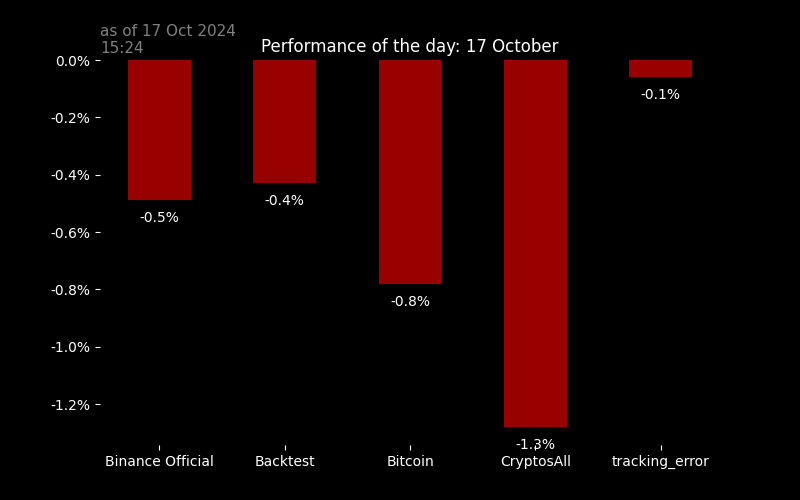 as of 17 Oct 2024
15:24
Performance of the day: 17 October
0.0%
-0.2%
-0.4%
-0.6%
-0.8%
-1.0%
-1.2%
-0.5%
-0.4%
-0.8%
-1.3%
-0.1%
Binance Official
Backtest
Bitcoin
CryptosAll
tracking_error